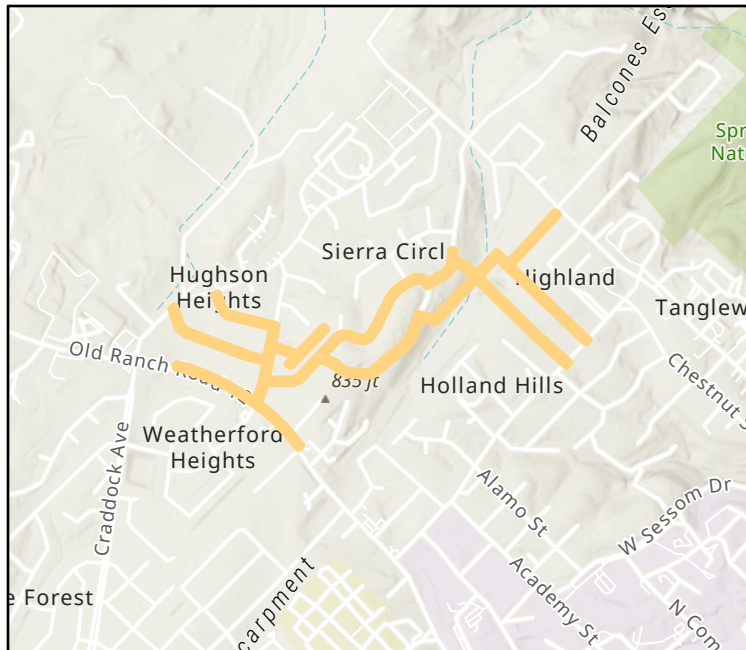 Balcones Es
Spr
Nat
Sierra Circl
Hughson
Heights
Highland
Tanglew
Old Ranch Road
835 ft
Holland Hills
Chestnut S
Weatherford
Heights
Craddock Ave
Alamo St
W Sessom Dr
Academy St
carpment
e Forest
N Com